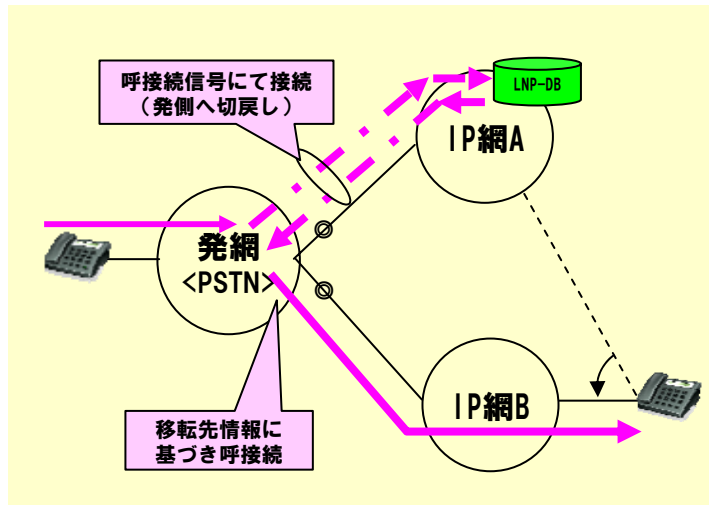 呼接続信号にて接続
（発側へ切戻し）
LNP-DB
IP網A
発網
<PSTN>
IP網B
移転先情報に
基づき呼接続